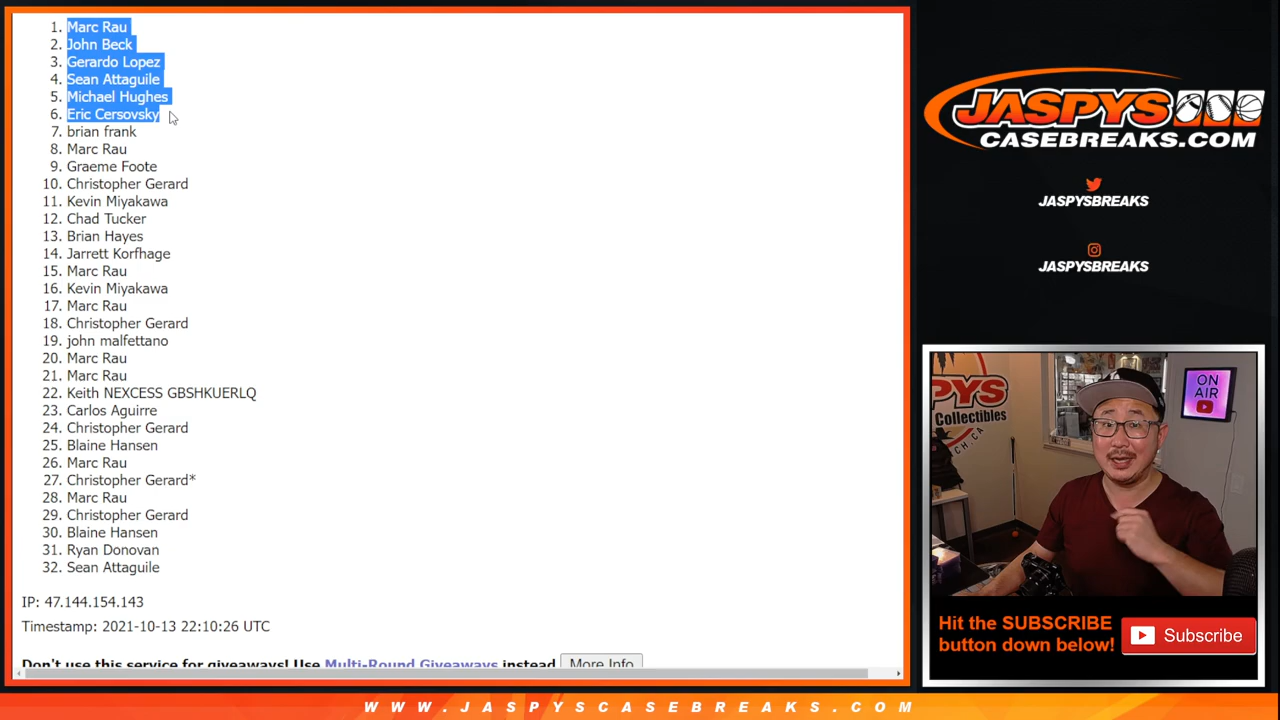 1. Marc Rau
2. John Beck
3. Gerardo Lopez
4. Sean Attaguile
5. Michael Hughes
6. Eric Cersovsky
7. brian frank
8. Marc Rau
9. Graeme Foote
10. Christopher Gerard
11. Kevin Miyakawa
12. Chad Tucker
13. Brian Hayes
14. Jarrett Korfhage
15. Marc Rau
16. Kevin Miyakawa
17. Marc Rau
18. Christopher Gerard
19. john malfettano
20. Marc Rau
21. Marc Rau
22. Keith NEXCESS GBSHKUERLQ
23. Carlos Aguirre
24. Christopher Gerard
25. Blaine Hansen
26. Marc Rau
27. Christopher Gerard*
28. Marc Rau
29. Christopher Gerard
30. Blaine Hansen
31. Ryan Donovan
32. Sean Attaguile
IP: 47.144.154.143
Timestamp: 2021-10-13 22:10:26 UTC
Don't use this service for giveaways! Use Multi-Round Giveaways instead More Info
JASPYS
CASEBREAKS.COM
JASPYSBREAKS
JASPYSBREAKS
PYS
Collectibles
ON
AIR
Hit the SUBSCRIBE
button down below!
Subscribe
WWW.JASPYSCASEBREAKS.COM